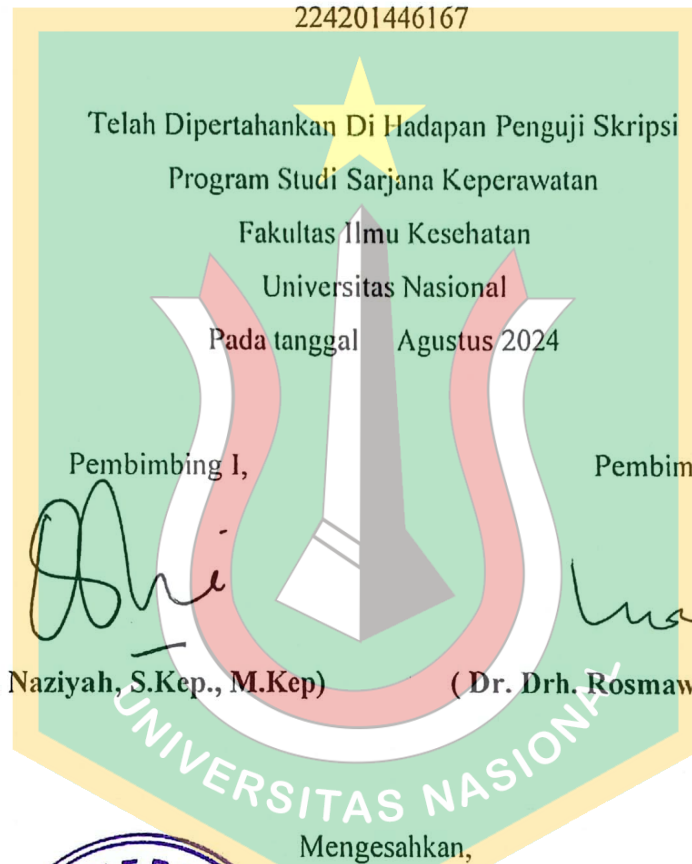 224201446167
Telah Dipertahankan Di Hadapan Penguji Skripsi
Program Studi Sarjana Keperawatan
Fakultas Ilmu Kesehatan
Universitas Nasional
Pada tanggal Agustus 2024
Pembimbing I, Pembim
Naziyah, S.Kep., M.Kep) ( Dr. Drh. Rosmaw
UNIVERSITAS NASIONAL
Mengesahkan,